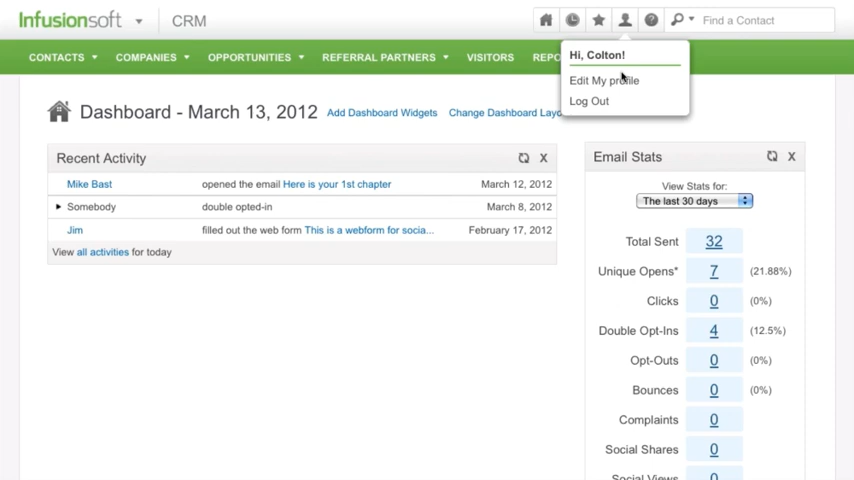 Infusionsoft CRM Find a Contact
CONTACTS COMPANIES OPPORTUNITIES REFERRAL PARTNERS VISITORS REPO
Hi, Colton!
Edit My profile
Log Out
Dashboard - March 13, 2012 Add Dashboard Widgets Change Dashboard Layo
Recent Activity X
Mike Bast opened the email Here is your 1st chapter March 12, 2012
Somebody double opted-in March 8, 2012
Jim filled out the web form This is a webform for socia... February 17, 2012
View all activities for today
Email Stats X
View Stats for:
The last 30 days
Total Sent 32
Unique Opens* 7 (21.88%)
Clicks 0 (0%)
Double Opt-Ins 4 (12.5%)
Opt-Outs 0 (0%)
Bounces 0 (0%)
Complaints 0
Social Shares 0
Social Views